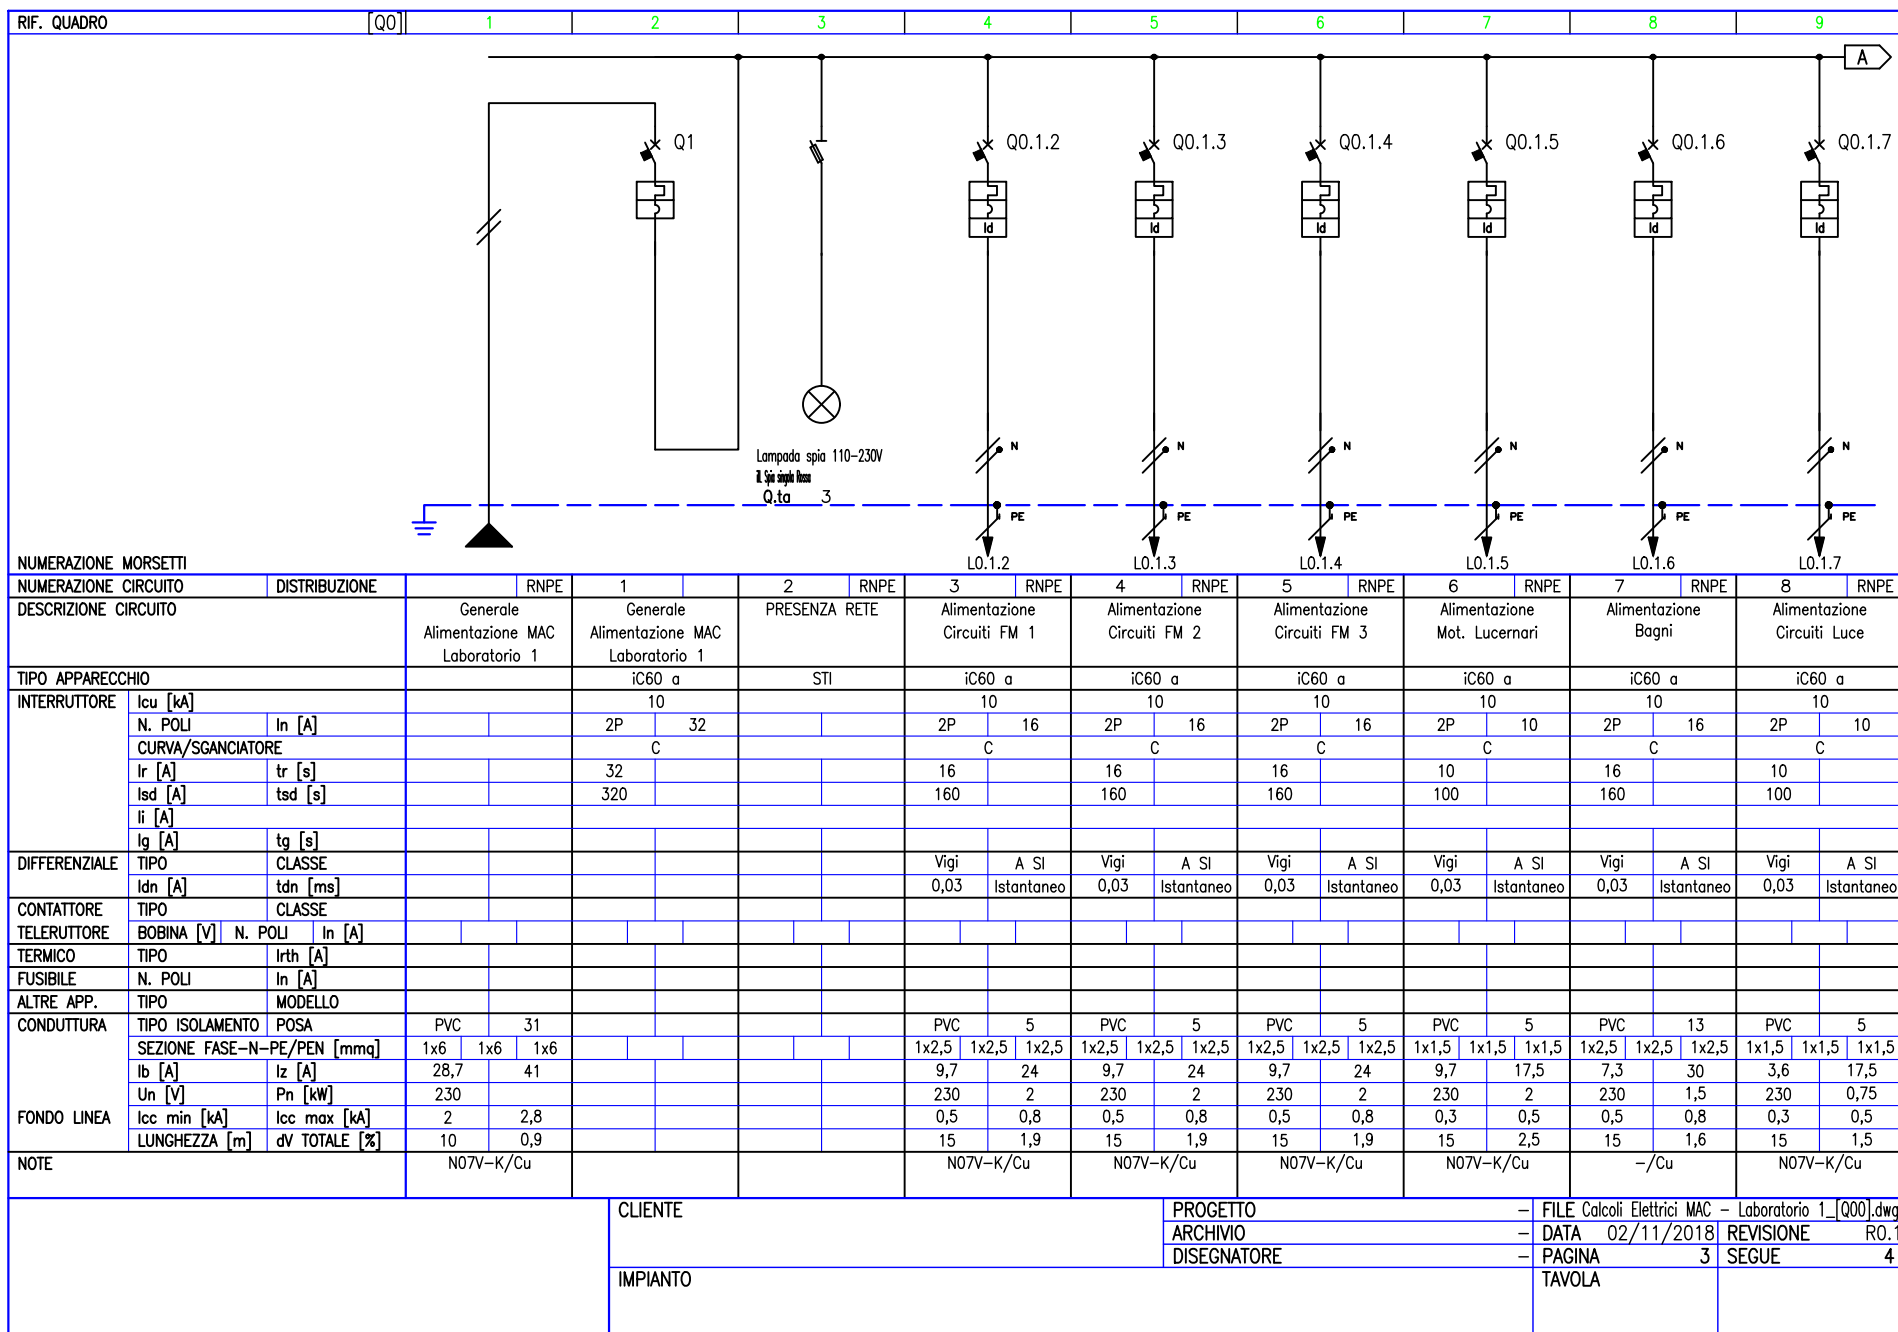 RIF. QUADRO [Q0] 1 2 3 4 5 6 7 8 9
A
Q1 Q0.1.2 Q0.1.3 Q0.1.4 Q0.1.5 Q0.1.6 Q0.1.7
Id Id Id Id Id Id
N N N N N N
Lampada spia 110-230V
ill. Spia singola Rossa
Q.ta 3
PE PE PE PE PE PE
NUMERAZIONE MORSETTI L0.1.2 L0.1.3 L0.1.4 L0.1.5 L0.1.6 L0.1.7
NUMERAZIONE CIRCUITO DISTRIBUZIONE RNPE 1 2 RNPE 3 RNPE 4 RNPE 5 RNPE 6 RNPE 7 RNPE 8 RNPE
DESCRIZIONE CIRCUITO Generale Generale PRESENZA RETE Alimentazione Alimentazione Alimentazione Alimentazione Alimentazione Alimentazione
Alimentazione MAC Alimentazione MAC Circuiti FM 1 Circuiti FM 2 Circuiti FM 3 Mot. Lucernari Bagni Circuiti Luce
Laboratorio 1 Laboratorio 1
TIPO APPARECCHIO iC60 a STI iC60 a iC60 a iC60 a iC60 a iC60 a iC60 a
INTERRUTTORE Icu [kA] 10 10 10 10 10 10 10
N. POLI In [A] 2P 32 2P 16 2P 16 2P 16 2P 10 2P 16 2P 10
CURVA/SGANCIATORE C C C C C C C
Ir [A] tr [s] 32 16 16 16 10 16 10
Isd [A] tsd [s] 320 160 160 160 100 160 100
Ii [A]
Ig [A] tg [s]
DIFFERENZIALE TIPO CLASSE Vigi A SI Vigi A SI Vigi A SI Vigi A SI Vigi A SI Vigi A SI
Idn [A] tdn [ms] 0,03 Istantaneo 0,03 Istantaneo 0,03 Istantaneo 0,03 Istantaneo 0,03 Istantaneo 0,03 Istantaneo
CONTATTORE TIPO CLASSE
TELERUTTORE BOBINA [V] N. POLI In [A]
TERMICO TIPO Irth [A]
FUSIBILE N. POLI In [A]
ALTRE APP. TIPO MODELLO
CONDUTTURA TIPO ISOLAMENTO POSA PVC 31 PVC 5 PVC 5 PVC 5 PVC 5 PVC 13 PVC 5
SEZIONE FASE-N-PE/PEN [mmq] 1x6 1x6 1x6 1x2,5 1x2,5 1x2,5 1x2,5 1x2,5 1x2,5 1x2,5 1x2,5 1x2,5 1x1,5 1x1,5 1x1,5 1x2,5 1x2,5 1x2,5 1x1,5 1x1,5 1x1,5
Ib [A] Iz [A] 28,7 41 9,7 24 9,7 24 9,7 24 9,7 17,5 7,3 30 3,6 17,5
Un [V] Pn [kW] 230 230 2 230 2 230 2 230 2 230 1,5 230 0,75
FONDO LINEA Icc min [kA] Icc max [kA] 2 2,8 0,5 0,8 0,5 0,8 0,5 0,8 0,3 0,5 0,5 0,8 0,3 0,5
LUNGHEZZA [m] dV TOTALE [%] 10 0,9 15 1,9 15 1,9 15 1,9 15 2,5 15 1,6 15 1,5
NOTE N07V-K/Cu N07V-K/Cu N07V-K/Cu N07V-K/Cu N07V-K/Cu -/Cu N07V-K/Cu
CLIENTE PROGETTO - FILE Calcoli Elettrici MAC - Laboratorio 1_[Q00].dwg
ARCHIVIO - DATA 02/11/2018 REVISIONE R0.1
DISEGNATORE - PAGINA 3 SEGUE 4
IMPIANTO TAVOLA